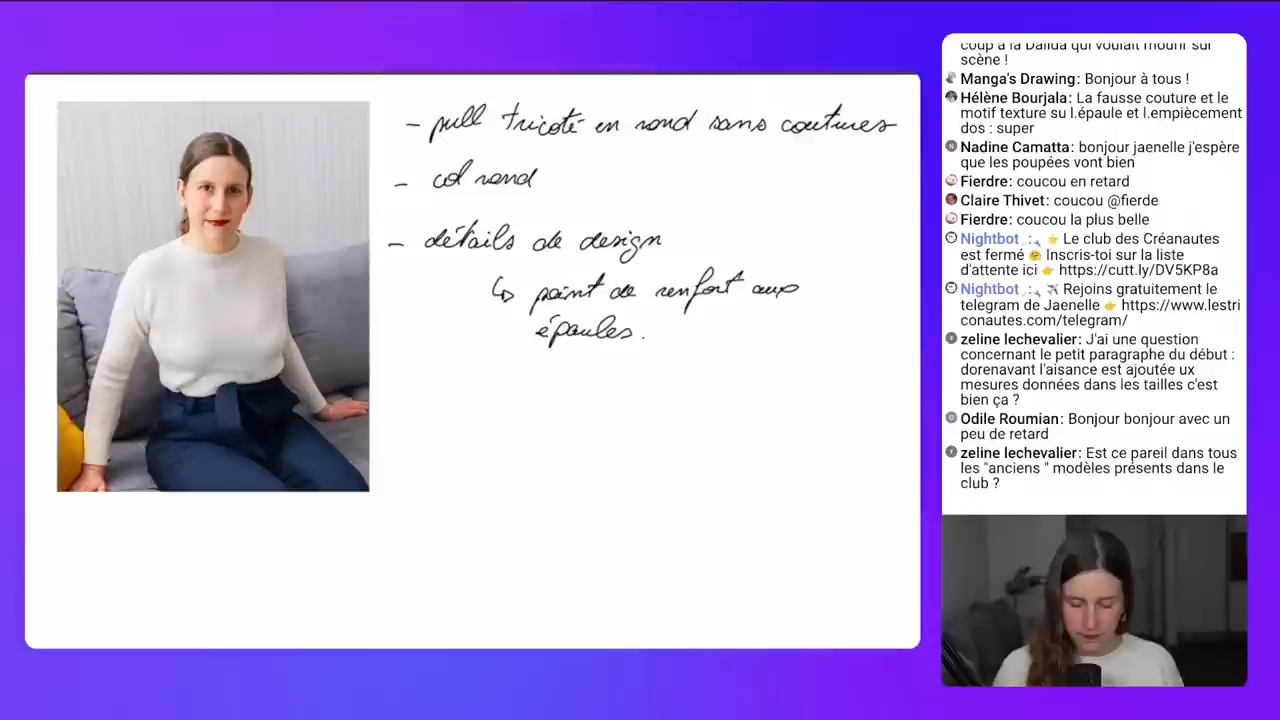 - pull tricoté en rond sans coutures
- col rond
- détails de design
↳ point de renfort aux
épaules.
coup à la Dalida qui voulait mourir sur
scène !
Manga's Drawing: Bonjour à tous !
Hélène Bourjala: La fausse couture et le
motif texture su l.épaule et l.empiècement
dos : super
Nadine Camatta: bonjour jaenelle j'espère
que les poupées vont bien
Fierdre: coucou en retard
Claire Thivet: coucou @fierde
Fierdre: coucou la plus belle
Nightbot : 👉 Le club des Créanautes
est fermé 🤗 Inscris-toi sur la liste
d'attente ici 👉 https://cutt.ly/DV5KP8a
Nightbot : ✈️ Rejoins gratuitement le
telegram de Jaenelle 👉 https://www.lestri
conautes.com/telegram/
zeline lechevalier: J'ai une question
concernant le petit paragraphe du début :
dorenavant l'aisance est ajoutée ux
mesures données dans les tailles c'est
bien ça ?
Odile Roumian: Bonjour bonjour avec un
peu de retard
zeline lechevalier: Est ce pareil dans tous
les "anciens " modèles présents dans le
club ?